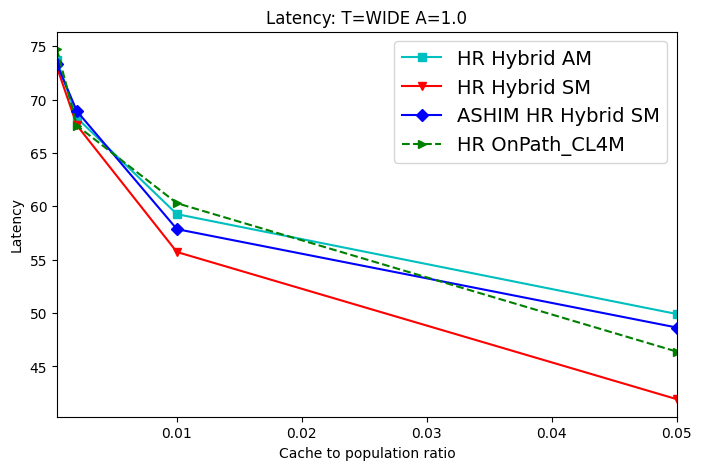 Latency: T=WIDE A=1.0
75
70
65
60
55
50
45
Latency
HR Hybrid AM
HR Hybrid SM
ASHIM HR Hybrid SM
HR OnPath_CL4M
0.01
0.02
0.03
0.04
0.05
Cache to population ratio